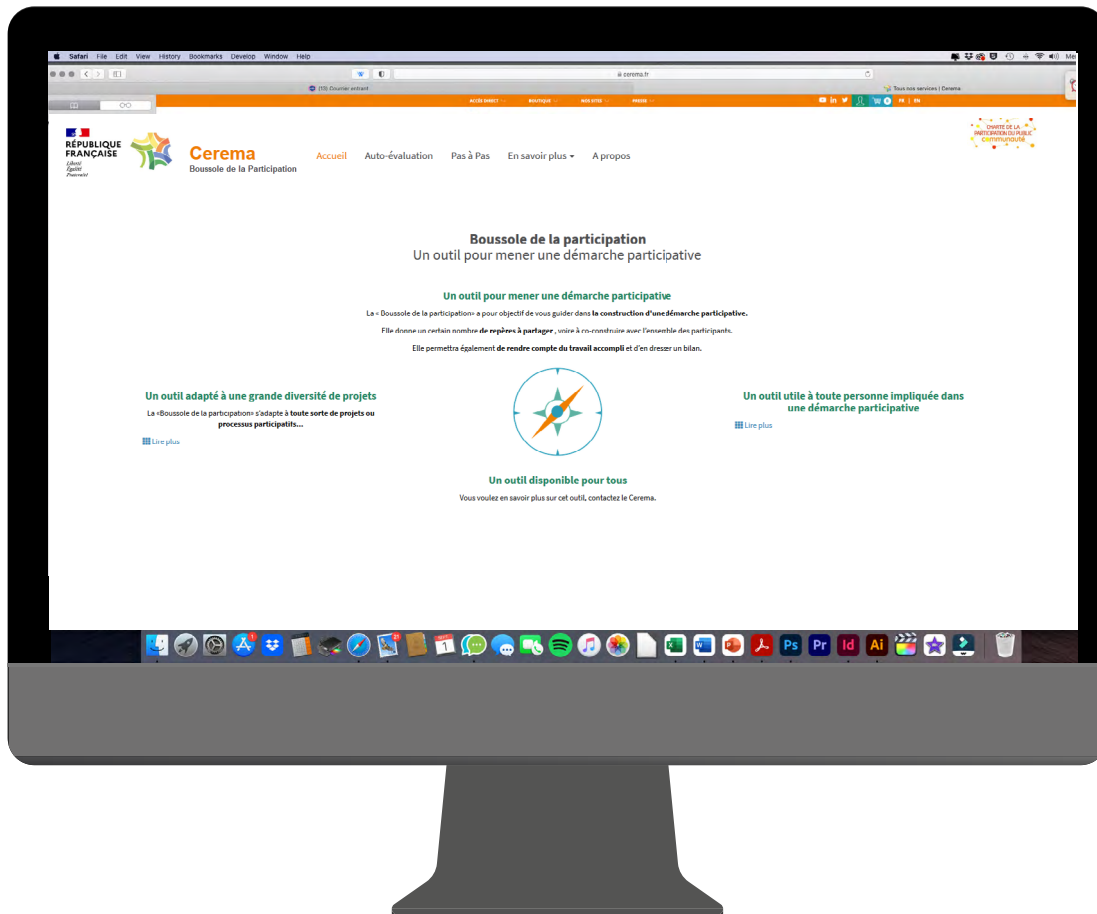 Safari File Edit View History Bookmarks Develop Window Help
cerema.fr
(13) Courrier entrant
Tous nos services | Cerema
ACCÈS DIRECT
BOUTIQUE
NOS SITES
PRESSE
FR | EN
RÉPUBLIQUE
FRANÇAISE
Liberté
Égalité
Fraternité
Cerema
Boussole de la Participation
Accueil Auto-évaluation Pas à Pas En savoir plus A propos
CHARTE DE LA
PARTICIPATION DU PUBLIC
communauté
Boussole de la participation
Un outil pour mener une démarche participative
Un outil pour mener une démarche participative
La « Boussole de la participation» a pour objectif de vous guider dans la construction d'unedémarche participative.
Elle donne un certain nombre de repères à partager , voire à co-construire avec l'ensemble des participants.
Elle permettra également de rendre compte du travail accompli et d'en dresser un bilan.
Un outil adapté à une grande diversité de projets
La «Boussole de la participation» s'adapte à toute sorte de projets ou
processus participatifs...
Lire plus
Un outil utile à toute personne impliquée dans
une démarche participative
Lire plus
Un outil disponible pour tous
Vous voulez en savoir plus sur cet outil, contactez le Cerema.
1
Ps Pr Id Ai